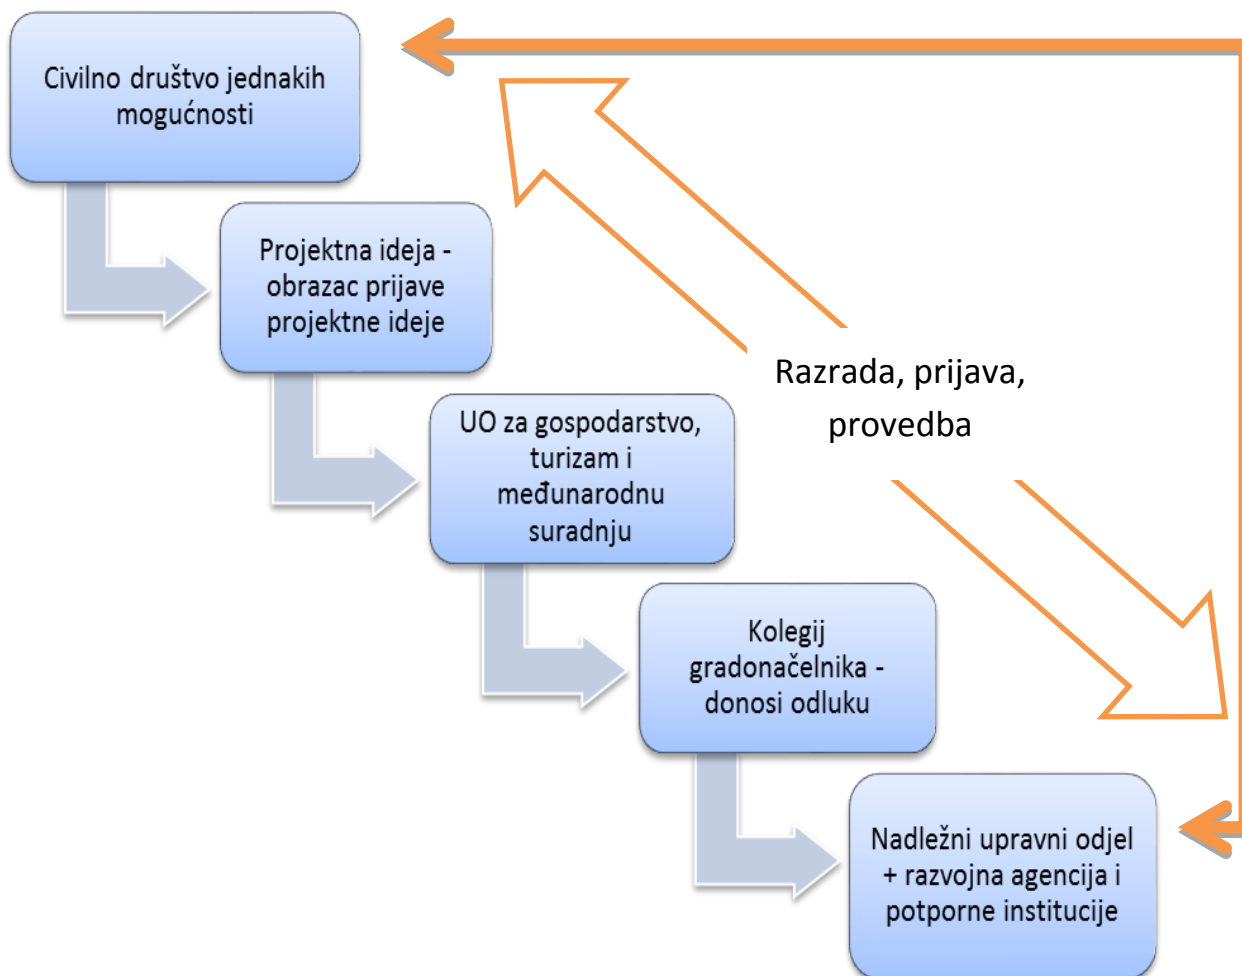 Civilno društvo jednakih
mogućnosti
Projektna ideja -
obrazac prijave
projektne ideje
Razrada, prijava,
provedba
UO za gospodarstvo,
turizam i
međunarodnu
suradnju
Kolegij
gradonačelnika -
donosi odluku
Nadležni upravni odjel
+ razvojna agencija i
potporne institucije